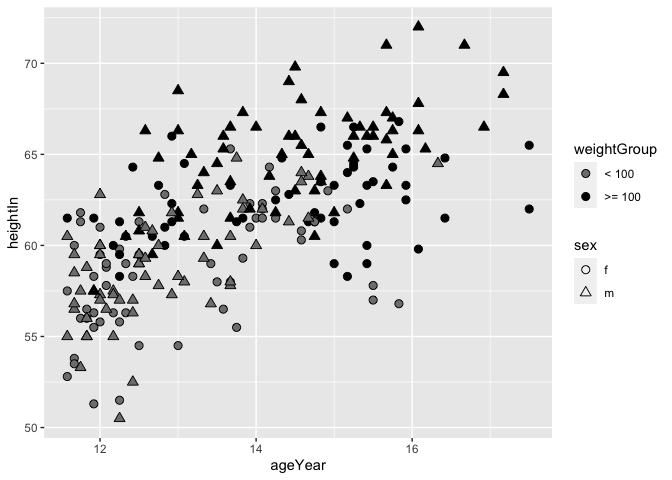 70
65
60
55
50
heightIn
12 14 16
ageYear
weightGroup
< 100
>= 100
sex
f
m